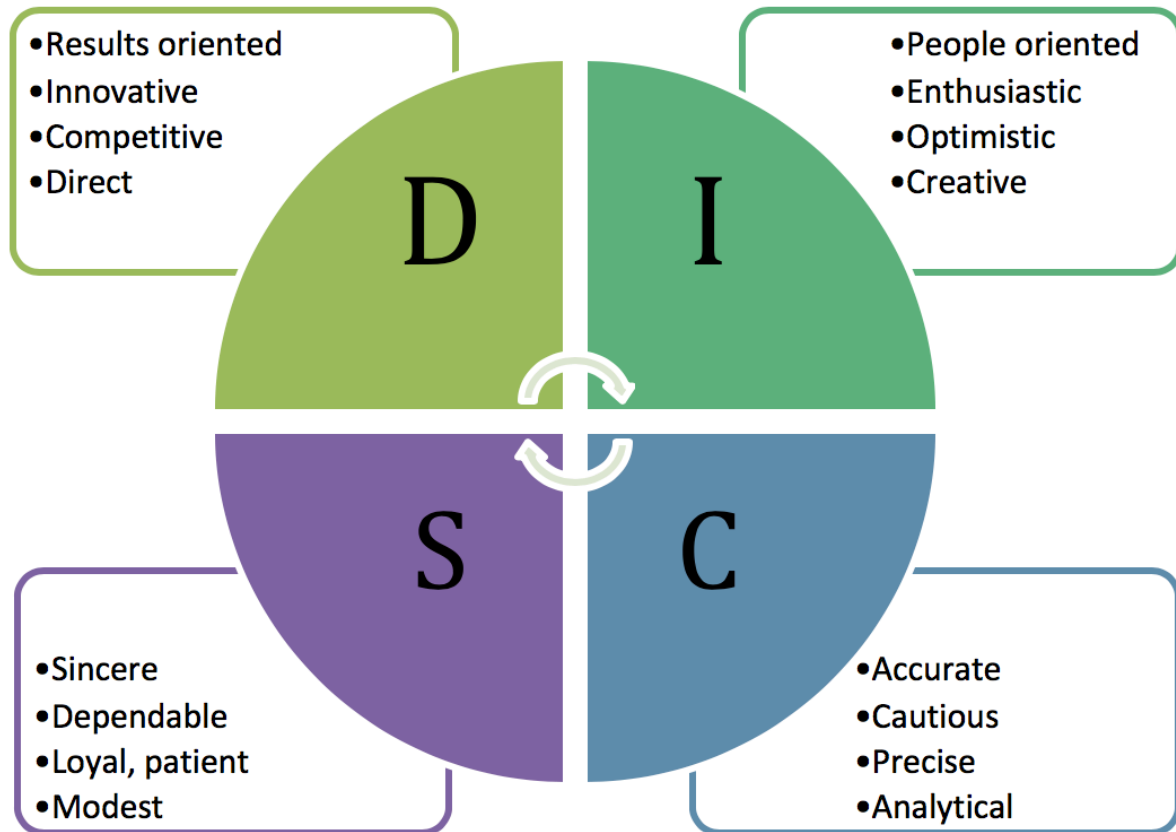 •Results oriented
•Innovative
•Competitive
•Direct
D
I
•People oriented
•Enthusiastic
•Optimistic
•Creative
•Sincere
•Dependable
•Loyal, patient
•Modest
S
C
•Accurate
•Cautious
•Precise
•Analytical